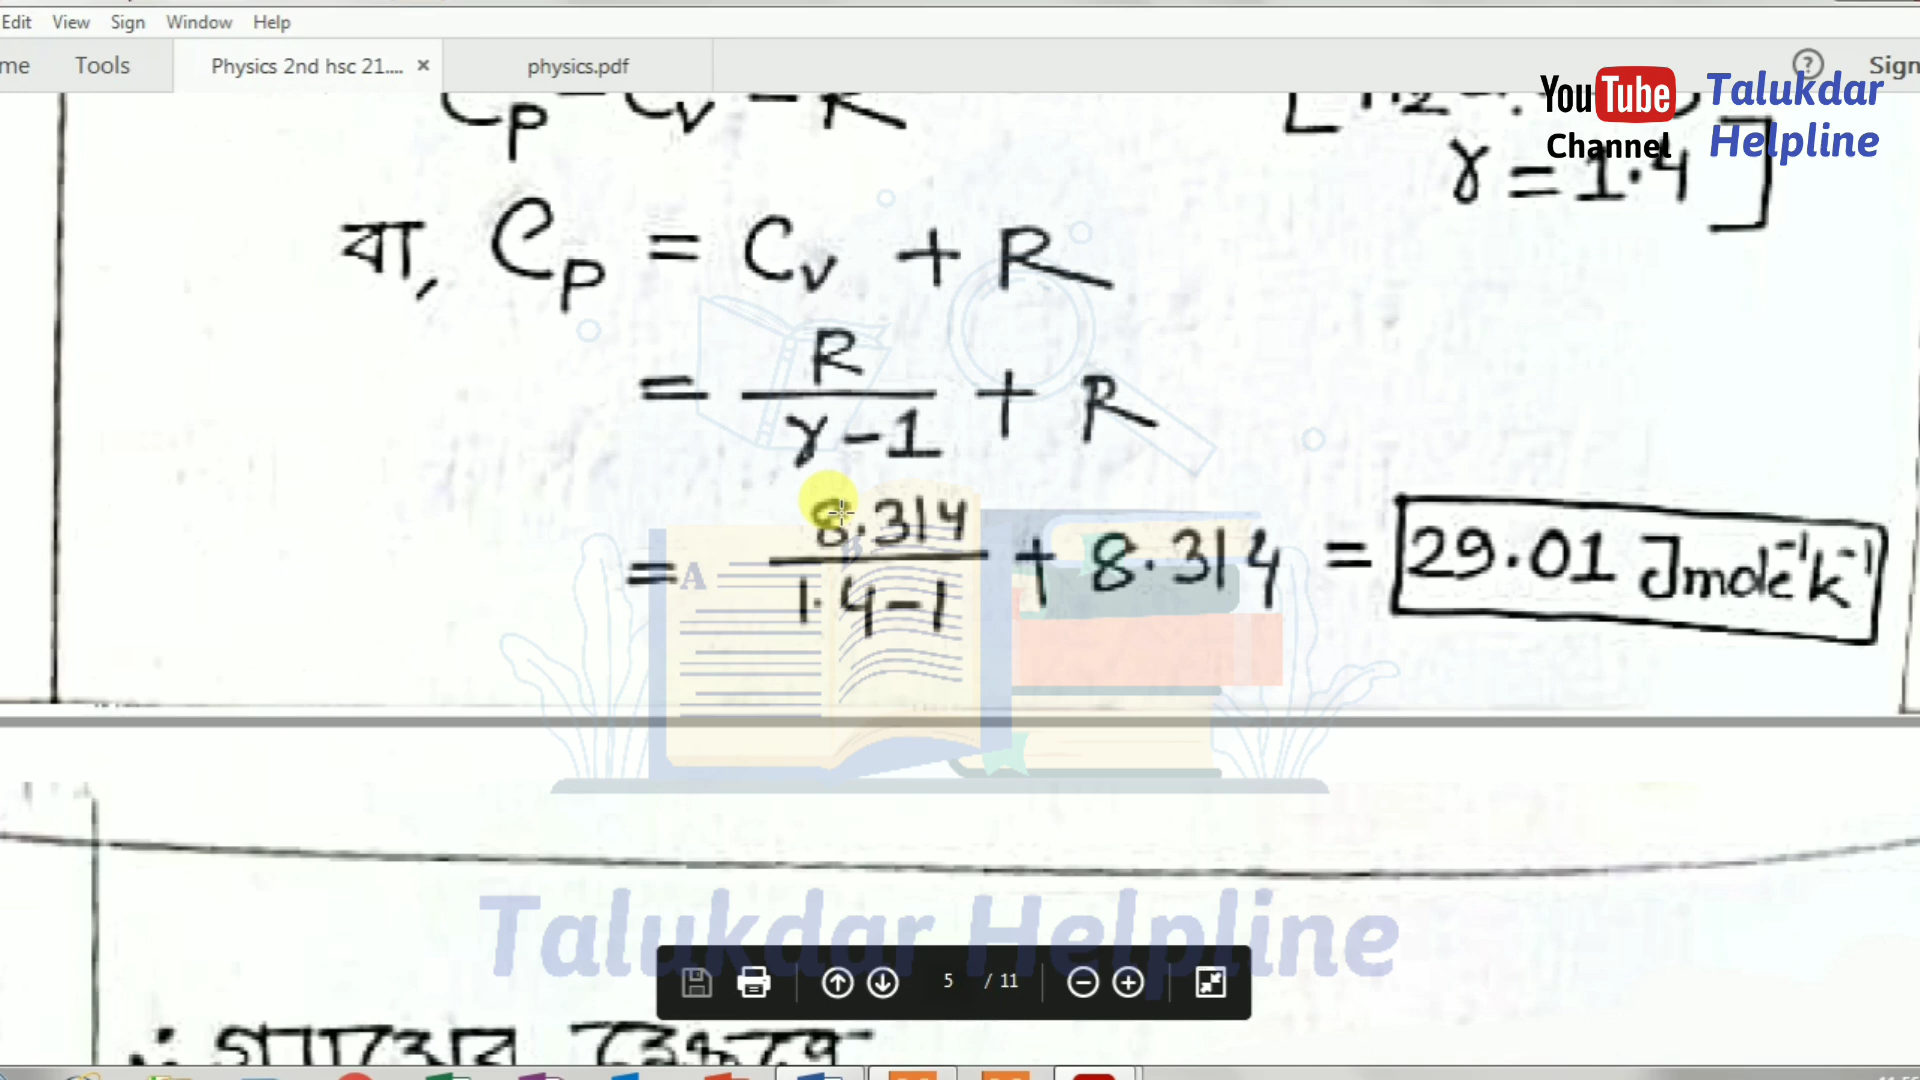 Edit View Sign Window Help
me Tools Physics 2nd hsc 21.... × physics.pdf ? Sign
YouTube Channel Talukdar Helpline
Cp - Cv = R
γ = 1.4 ]
বা, Cp = Cv + R
= R / γ-1 + R
= 8.314 / 1.4-1 + 8.314 = 29.01 Jmole⁻¹k⁻¹
A
Talukdar Helpline
5 / 11